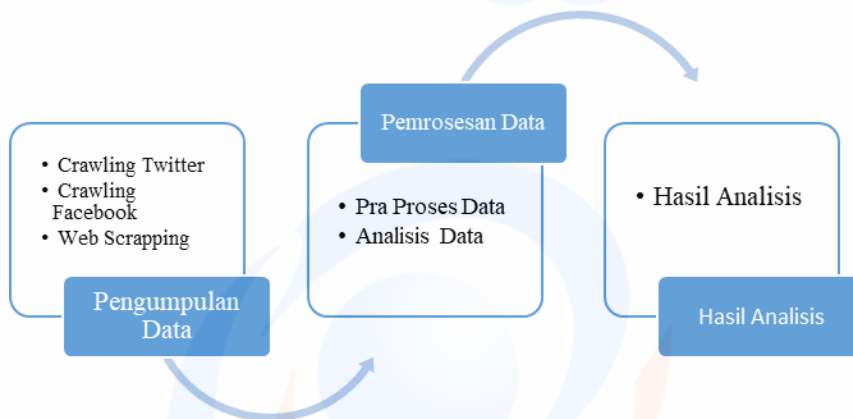 • Crawling Twitter
• Crawling
Facebook
• Web Scrapping
Pengumpulan
Data
Pemrosesan Data
• Pra Proses Data
• Analisis Data
• Hasil Analisis
Hasil Analisis